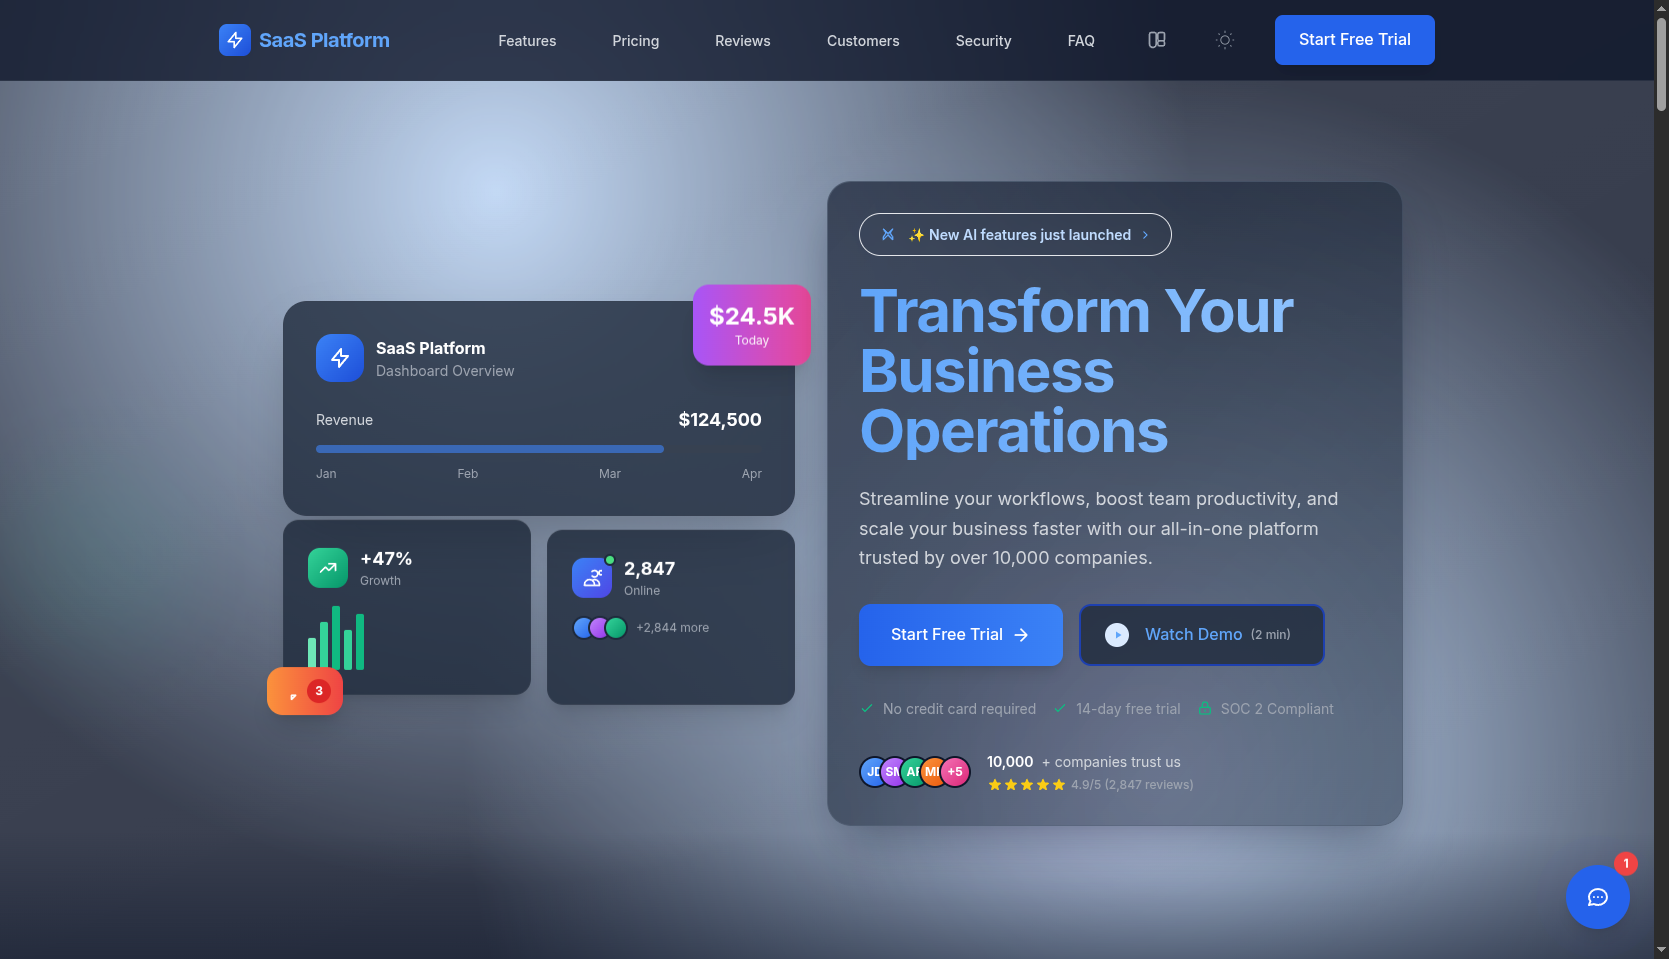 SaaS Platform
Features
Pricing
Reviews
Customers
Security
FAQ
Start Free Trial
SaaS Platform
Dashboard Overview
$24.5K
Today
Revenue
$124,500
Jan
Feb
Mar
Apr
+47%
Growth
3
2,847
Online
+2,844 more
✨ New AI features just launched
Transform Your
Business
Operations
Streamline your workflows, boost team productivity, and
scale your business faster with our all-in-one platform
trusted by over 10,000 companies.
Start Free Trial
Watch Demo (2 min)
No credit card required
14-day free trial
SOC 2 Compliant
+5
10,000 + companies trust us
4.9/5 (2,847 reviews)
1